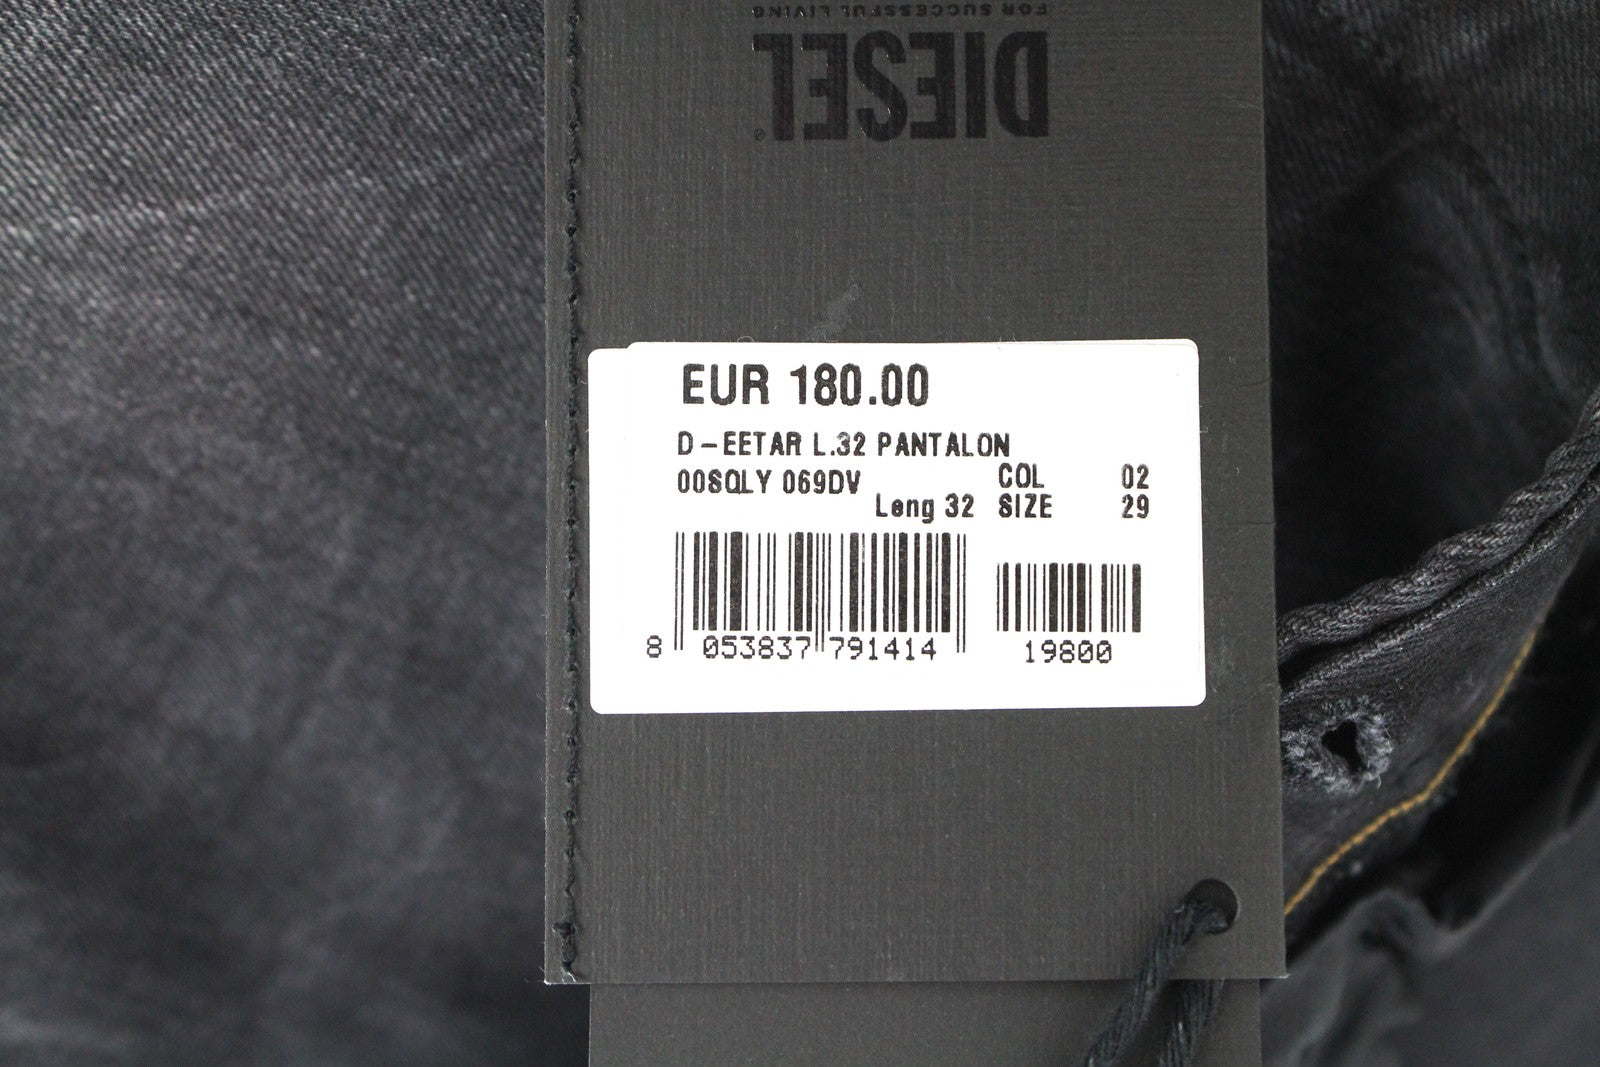 FOR SUCCESSFUL LIVING
DIESEL®
EUR 180.00
D-EETAR L.32 PANTALON
00SQLY 069DV COL 02
Leng 32 SIZE 29
8 053837 791414 19800